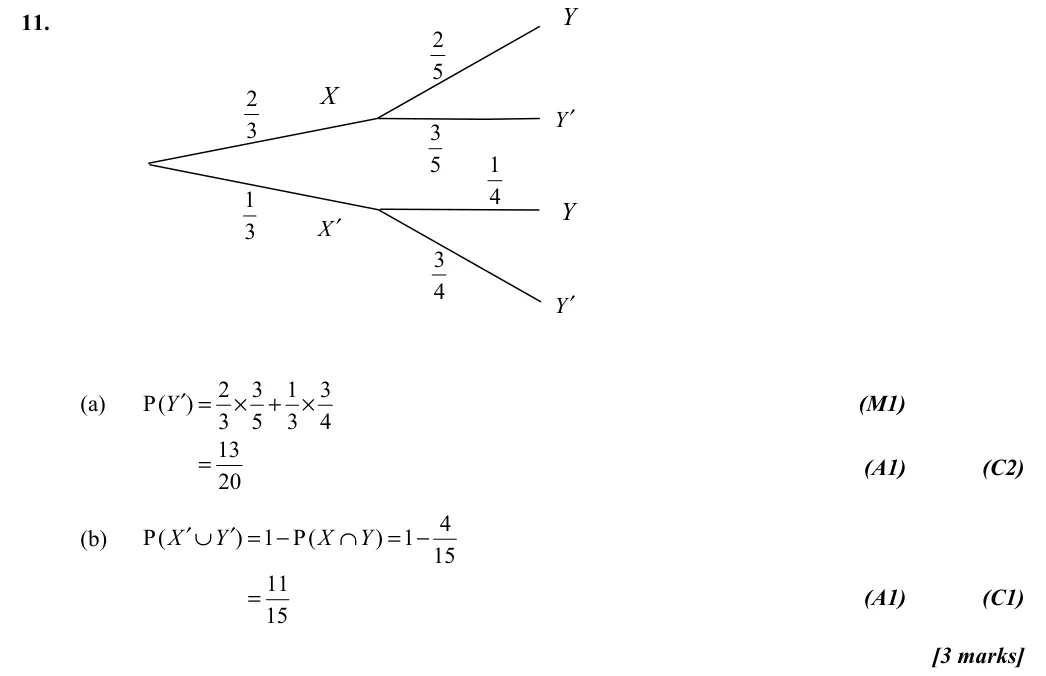 11.
Y
2/5
X
2/3
Y′
3/5
1/4
1/3
X′
Y
3/4
Y′
(a) P(Y′) = 2/3 × 3/5 + 1/3 × 3/4 (M1)
= 13/20 (A1) (C2)
(b) P(X′ ∪ Y′) = 1 − P(X ∩ Y) = 1 − 4/15
= 11/15 (A1) (C1)
[3 marks]